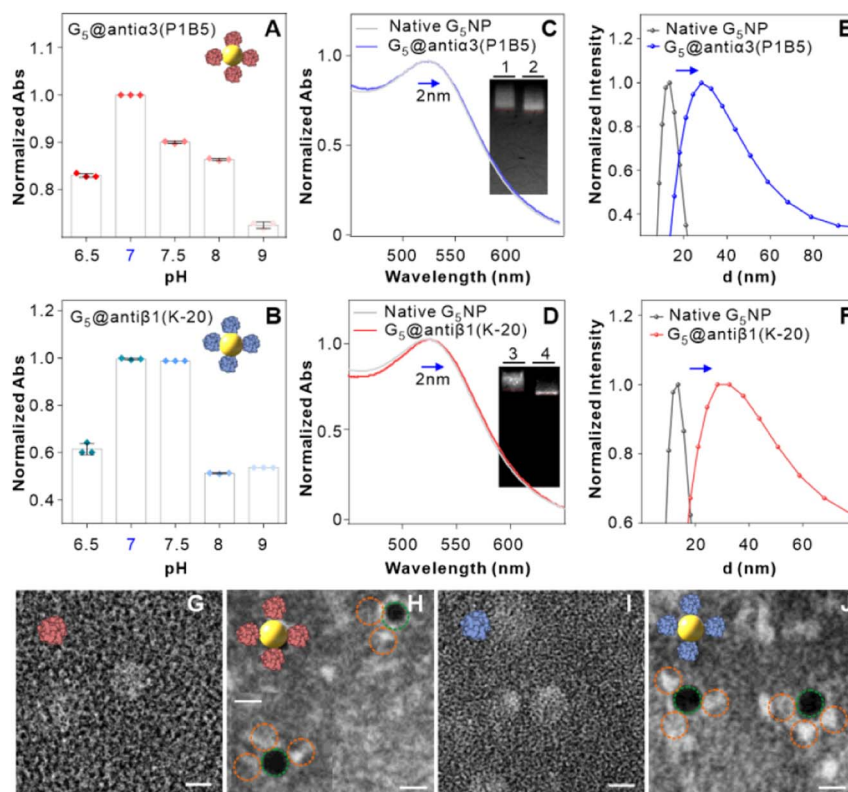 G5@antiα3(P1B5) A
Normalized Abs
1.1
1.0
0.9
0.8
6.5 7 7.5 8 9
pH
C
Native G5NP
G5@antiα3(P1B5)
Normalized Abs
1.0
0.5
0
2nm
1 2
500 550 600
Wavelength (nm)
E
Native G5NP
G5@antiα3(P1B5)
Normalized Intensity
1.0
0.8
0.6
0.4
20 40 60 80
d (nm)
G5@antiβ1(K-20) B
Normalized Abs
1.2
1.0
0.8
0.6
0.4
6.5 7 7.5 8 9
pH
Native G5NP
G5@antiβ1(K-20) D
Normalized Abs
1.0
0.5
0
2nm
3 4
500 550 600
Wavelength (nm)
Native G5NP F
G5@antiβ1(K-20)
Normalized Intensity
1.2
1.0
0.8
0.6
20 40 60
d (nm)
G H I J